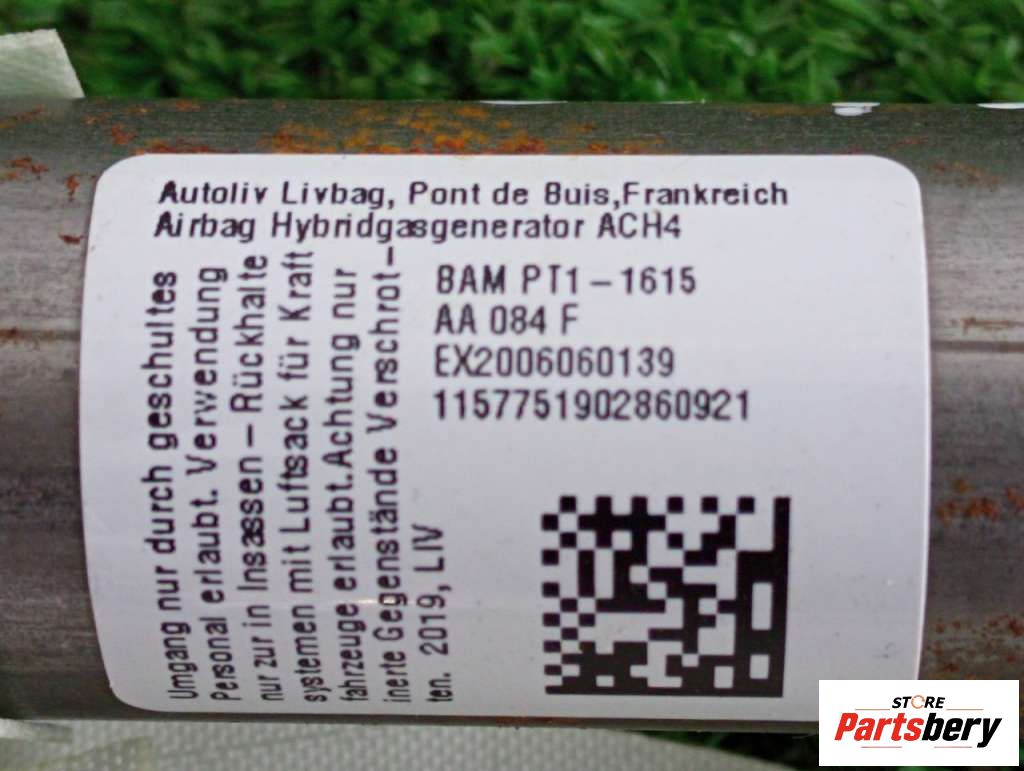 Autoliv Livbag, Pont de Buis,Frankreich
Airbag Hybridgasgenerator ACH4
BAM PT1-1615
AA 084 F
EX2006060139
1157751902860921
Umgang nur durch geschultes
Personal erlaubt. Verwendung
nur zur in Insassen-Rückhalte
systemen mit Luftsack für Kraft
fahrzeuge erlaubt.Achtung nur
inerte Gegenstände Verschrot-
ten. 2019, LIV
STORE
Partsbery